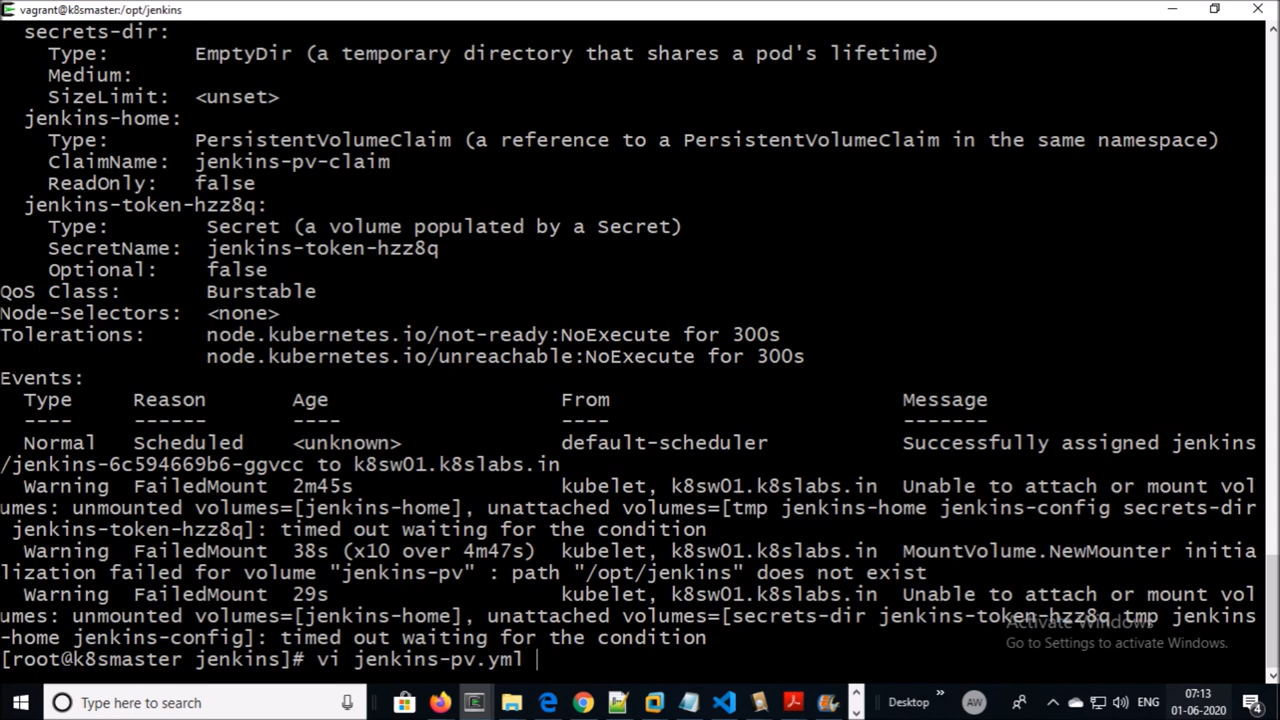 vagrant@k8smaster:/opt/jenkins
secrets-dir:
Type: EmptyDir (a temporary directory that shares a pod's lifetime)
Medium:
SizeLimit: <unset>
jenkins-home:
Type: PersistentVolumeClaim (a reference to a PersistentVolumeClaim in the same namespace)
ClaimName: jenkins-pv-claim
ReadOnly: false
jenkins-token-hzz8q:
Type: Secret (a volume populated by a Secret)
SecretName: jenkins-token-hzz8q
Optional: false
QoS Class: Burstable
Node-Selectors: <none>
Tolerations: node.kubernetes.io/not-ready:NoExecute for 300s
node.kubernetes.io/unreachable:NoExecute for 300s
Events:
Type Reason Age From Message
---- ------ ---- ---- -------
Normal Scheduled <unknown> default-scheduler Successfully assigned jenkins
/jenkins-6c594669b6-ggvcc to k8sw01.k8slabs.in
Warning FailedMount 2m45s kubelet, k8sw01.k8slabs.in Unable to attach or mount vol
umes: unmounted volumes=[jenkins-home], unattached volumes=[tmp jenkins-home jenkins-config secrets-dir
jenkins-token-hzz8q]: timed out waiting for the condition
Warning FailedMount 38s (x10 over 4m47s) kubelet, k8sw01.k8slabs.in MountVolume.NewMounter initia
lization failed for volume "jenkins-pv" : path "/opt/jenkins" does not exist
Warning FailedMount 29s kubelet, k8sw01.k8slabs.in Unable to attach or mount vol
umes: unmounted volumes=[jenkins-home], unattached volumes=[secrets-dir jenkins-token-hzz8q tmp jenkins
-home jenkins-config]: timed out waiting for the condition
Activate Windows
Go to Settings to activate Windows.
[root@k8smaster jenkins]# vi jenkins-pv.yml
Type here to search
Desktop
AW
ENG
07:13
01-06-2020
4